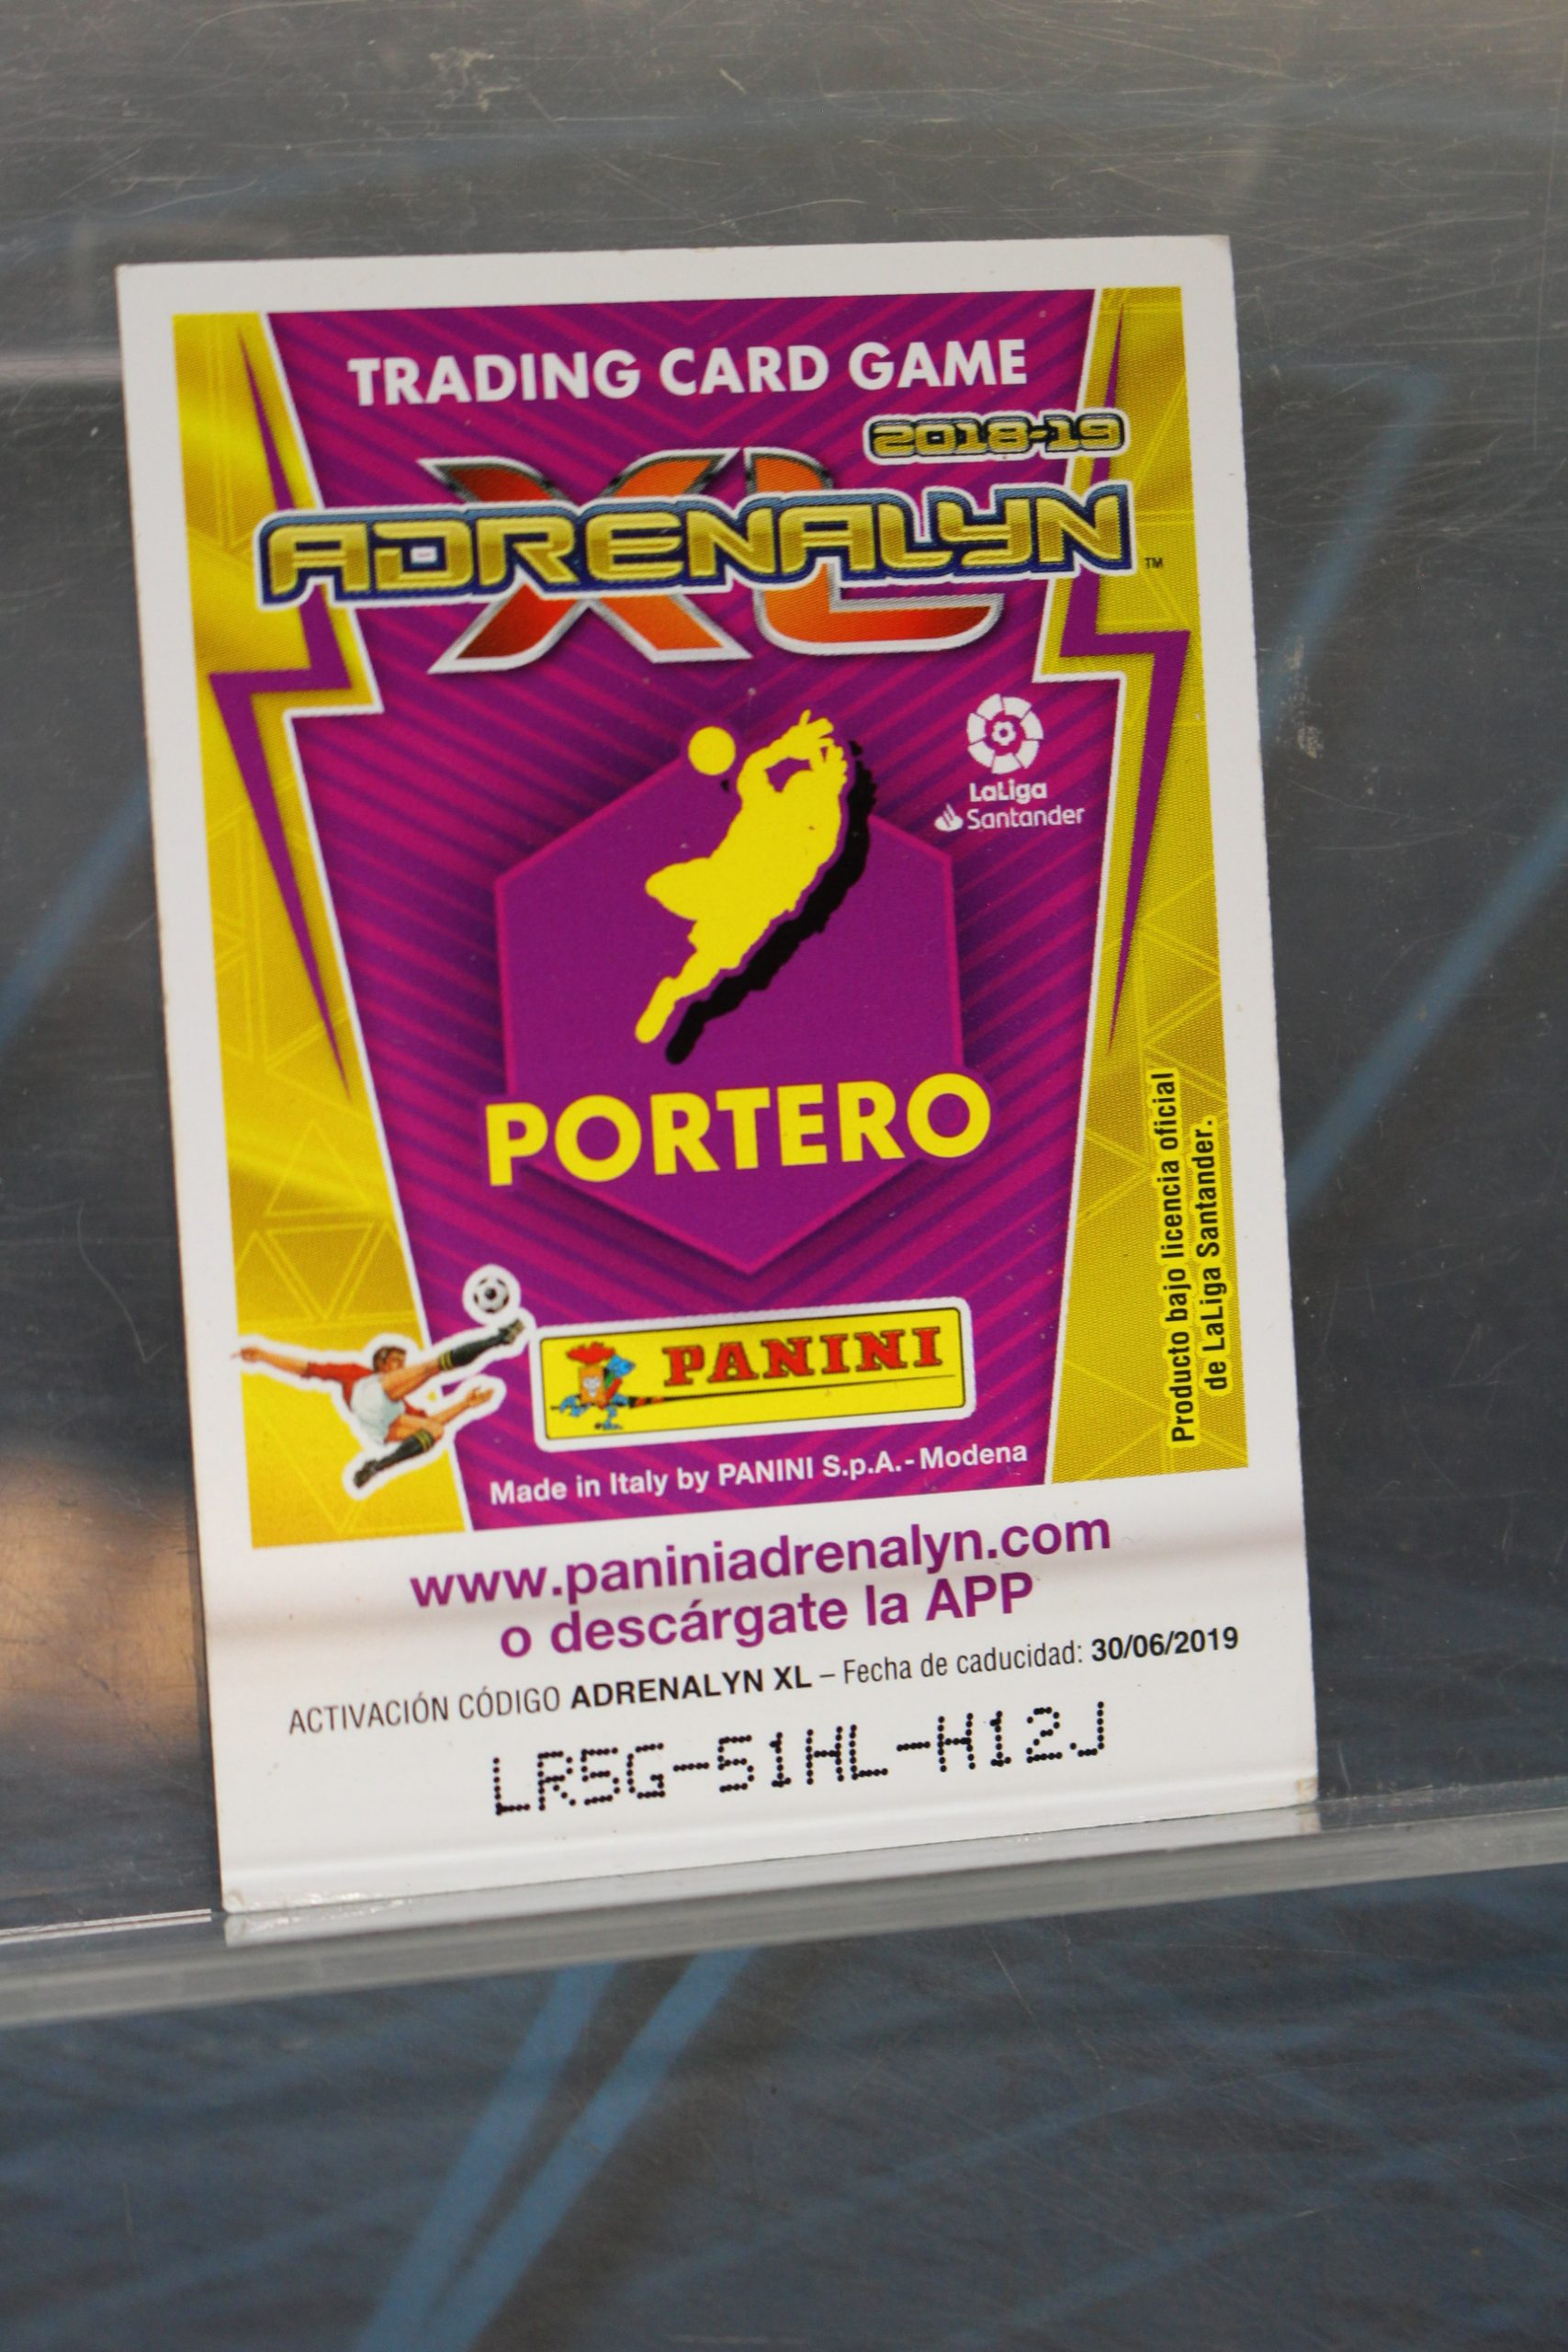 TRADING CARD GAME
2018-19
XL
ADRENALYN™
LaLiga
Santander
PORTERO
PANINI
Made in Italy by PANINI S.p.A.- Modena
Producto bajo licencia oficial
de LaLiga Santander.
www.paniniadrenalyn.com
o descárgate la APP
ACTIVACIÓN CÓDIGO ADRENALYN XL – Fecha de caducidad: 30/06/2019
LR5G-51HL-H12J